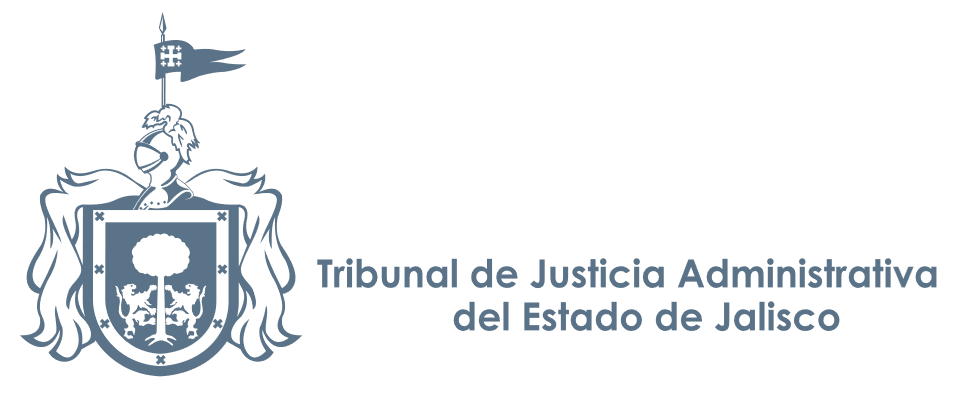 Tribunal de Justicia Administrativa
del Estado de Jalisco